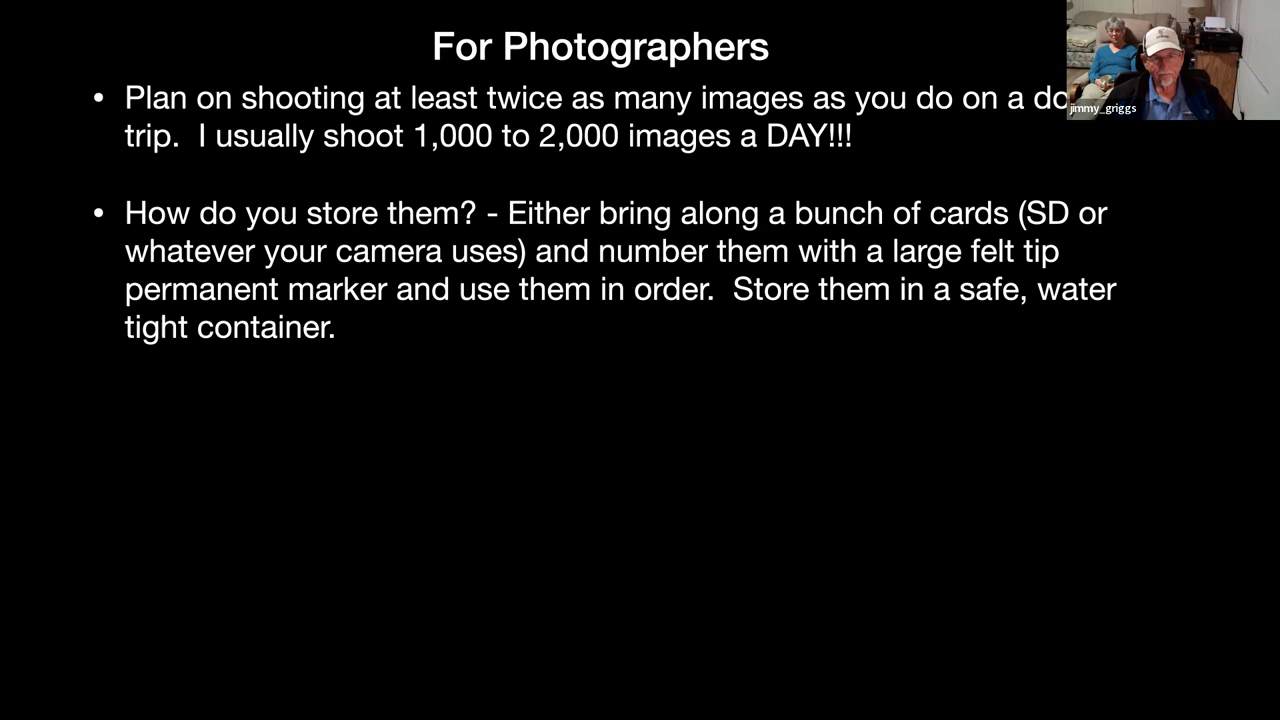 For Photographers
• Plan on shooting at least twice as many images as you do on a
trip.  I usually shoot 1,000 to 2,000 images a DAY!!!
• How do you store them? - Either bring along a bunch of cards (SD or
whatever your camera uses) and number them with a large felt tip
permanent marker and use them in order.  Store them in a safe, water
tight container.
jimmy_griggs